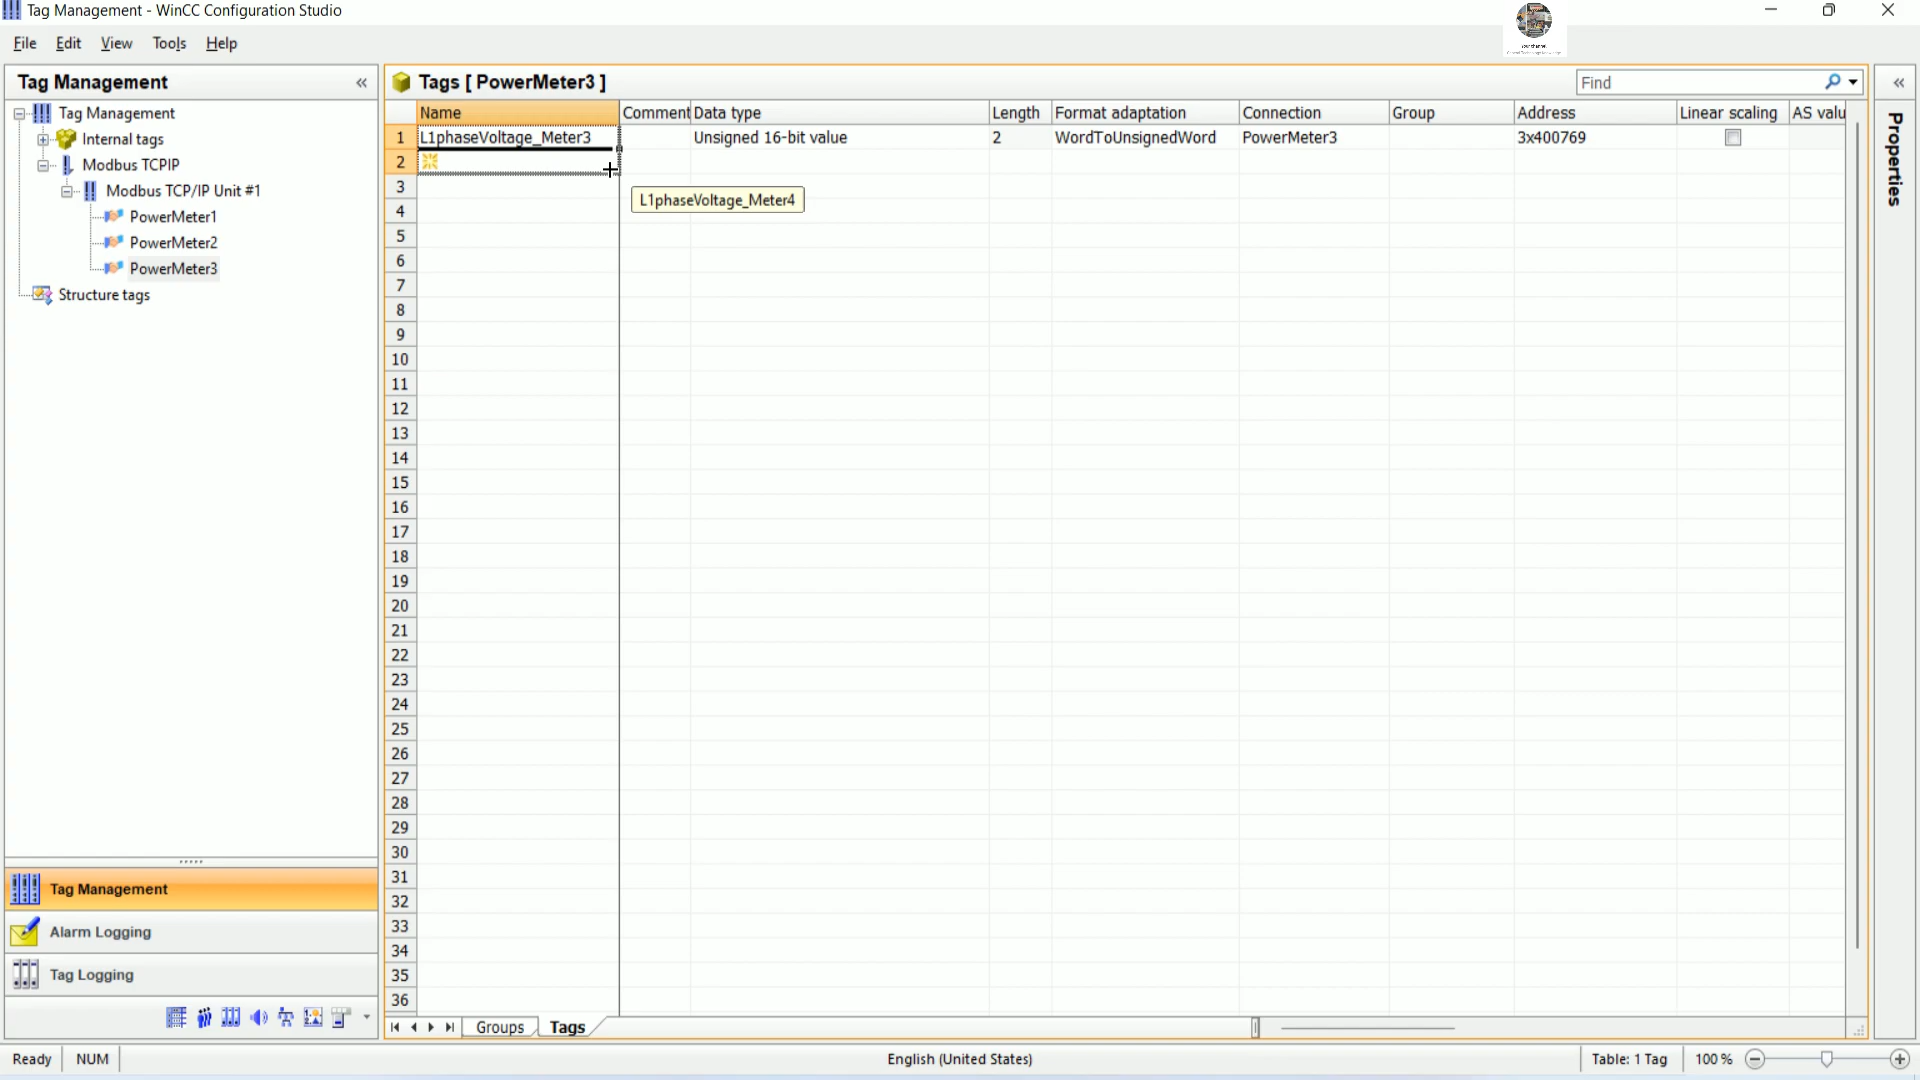 Tag Management - WinCC Configuration Studio
File Edit View Tools Help
Your channel
Tag Management «
Tags [ PowerMeter3 ]
Find
«
Tag Management
Internal tags
Modbus TCPIP
Modbus TCP/IP Unit #1
PowerMeter1
PowerMeter2
PowerMeter3
Structure tags
Name Comment Data type Length Format adaptation Connection Group Address Linear scaling AS valu
1 L1phaseVoltage_Meter3 Unsigned 16-bit value 2 WordToUnsignedWord PowerMeter3 3x400769
2
L1phaseVoltage_Meter4
3
4
5
6
7
8
9
10
11
12
13
14
15
16
17
18
19
20
21
22
23
24
25
26
27
28
29
30
31
32
33
34
35
36
Properties
Tag Management
Alarm Logging
Tag Logging
Groups Tags
Ready NUM English (United States) Table: 1 Tag 100 %